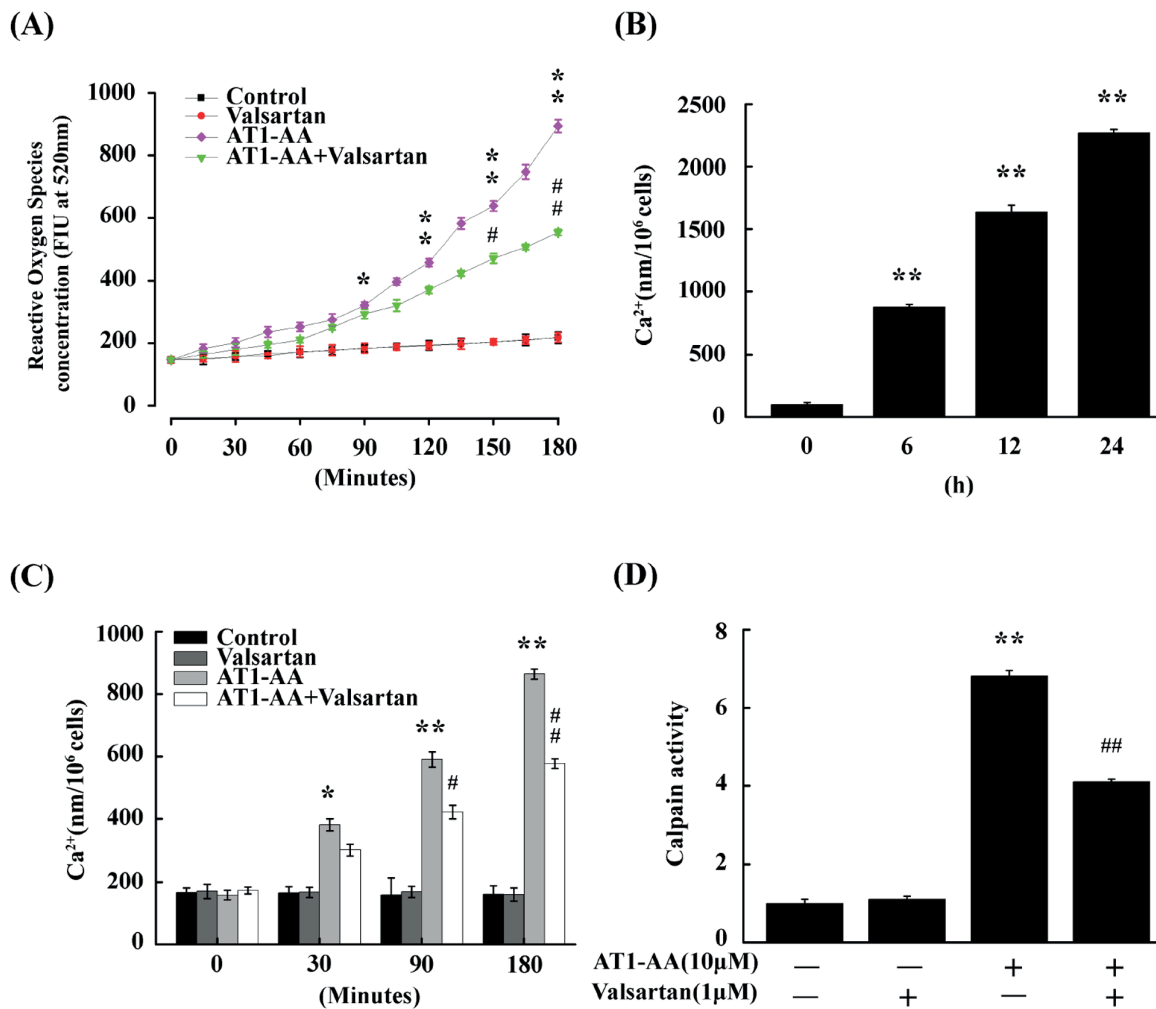 (A)
Reactive Oxygen Species
concentration (FIU at 520nm)
1000
800
600
400
200
0
Control
Valsartan
AT1-AA
AT1-AA+Valsartan
*
*
*
*
*
*
*
#
#
#
0 30 60 90 120 150 180
(Minutes)
(B)
Ca²⁺(nm/10⁶ cells)
2500
2000
1500
1000
500
0
**
**
**
0 6 12 24
(h)
(C)
Ca²⁺(nm/10⁶ cells)
1000
800
600
400
200
0
Control
Valsartan
AT1-AA
AT1-AA+Valsartan
*
**
#
**
#
#
0 30 90 180
(Minutes)
(D)
Calpain activity
8
6
4
2
0
**
##
AT1-AA(10μM) — — + +
Valsartan(1μM) — + — +